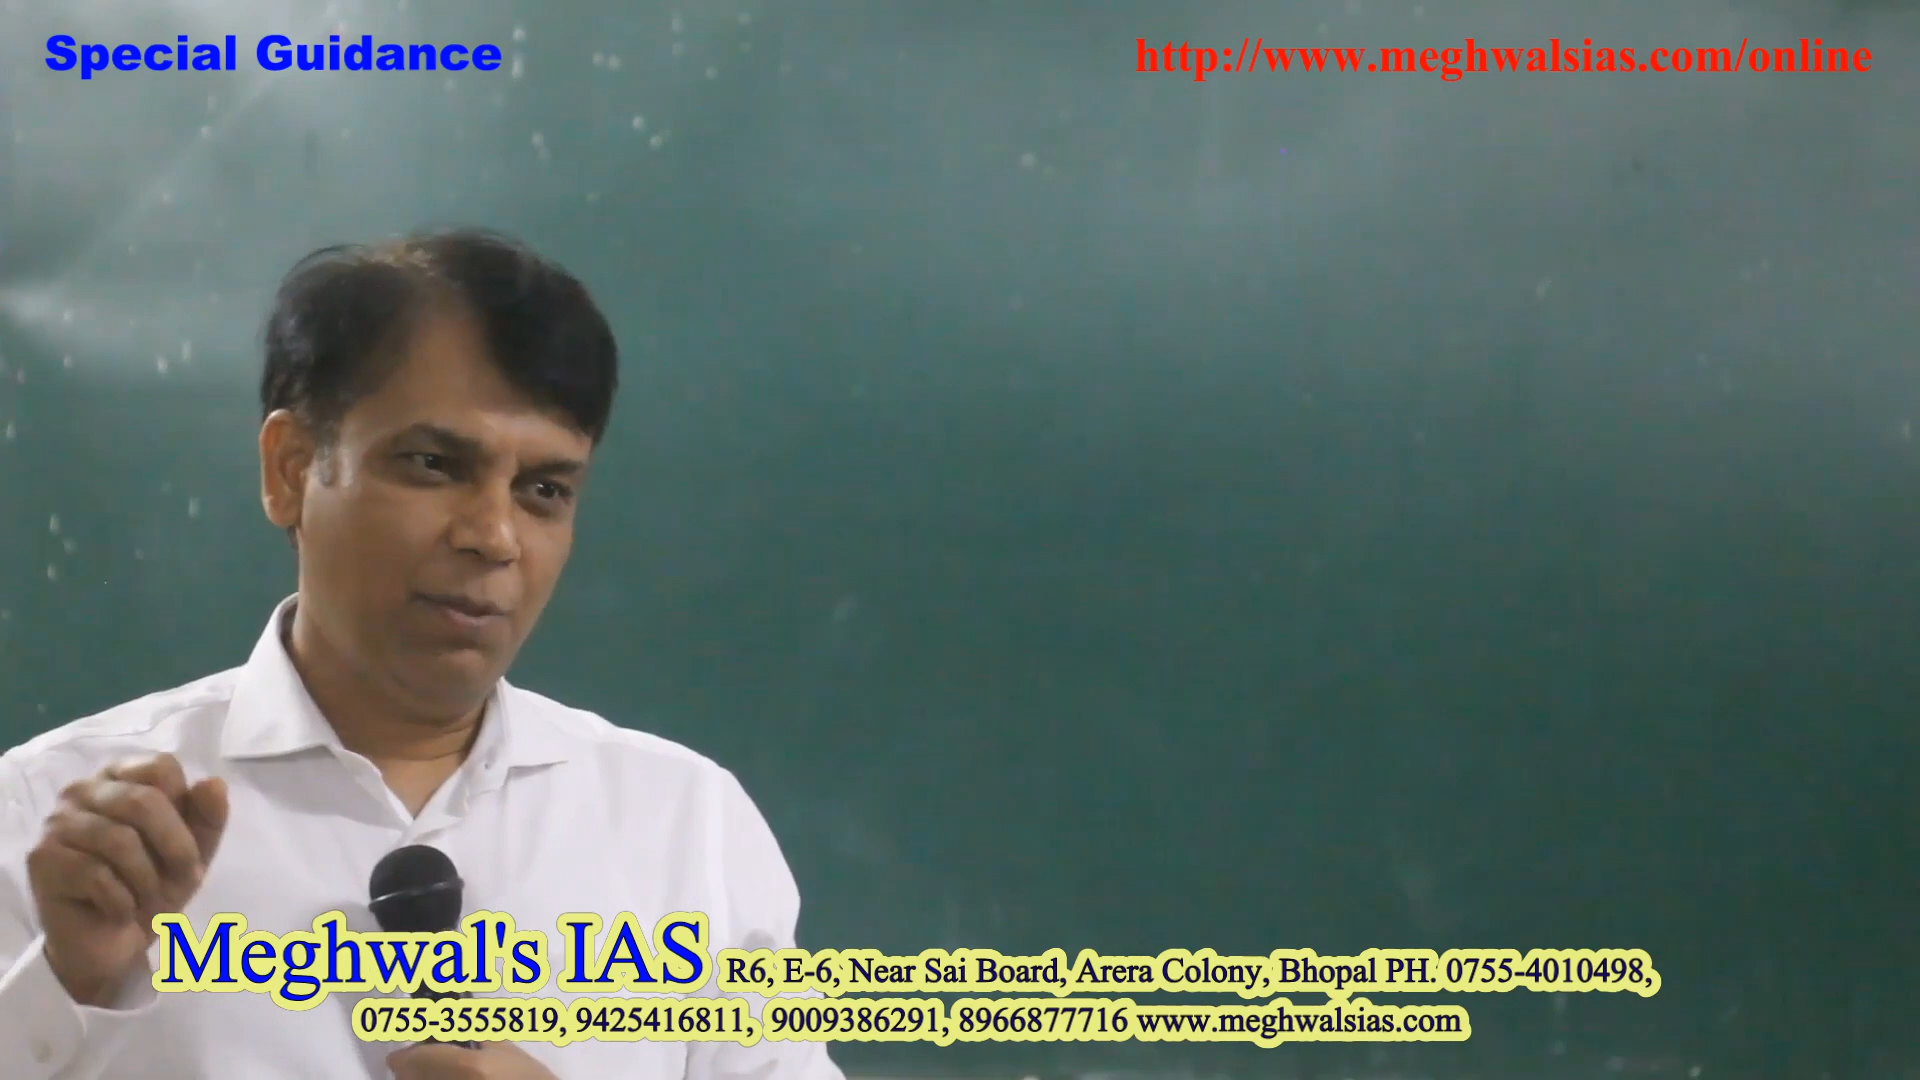 Special Guidance
http://www.meghwalsias.com/online
Meghwal's IAS R6, E-6, Near Sai Board, Arera Colony, Bhopal PH. 0755-4010498,
0755-3555819, 9425416811, 9009386291, 8966877716 www.meghwalsias.com